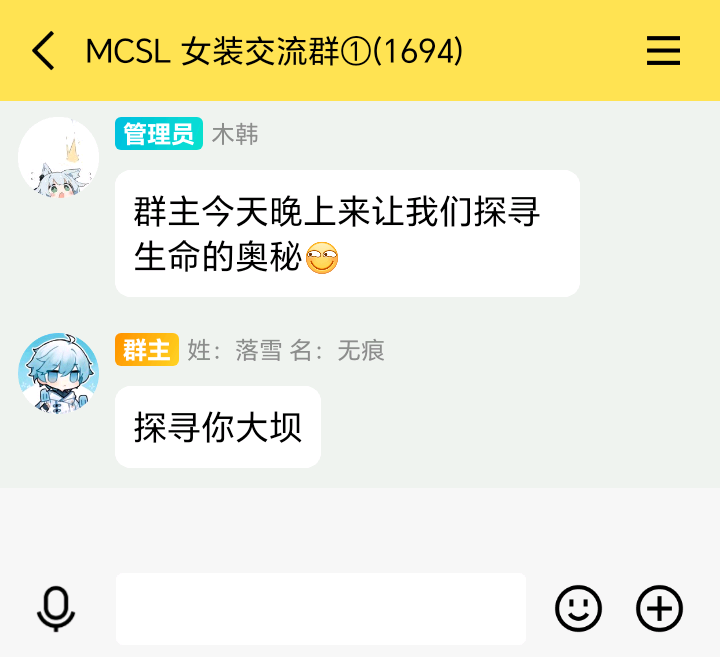 MCSL 女装交流群①(1694)
管理员 木韩
群主今天晚上来让我们探寻
生命的奥秘
群主 姓：落雪 名：无痕
探寻你大坝